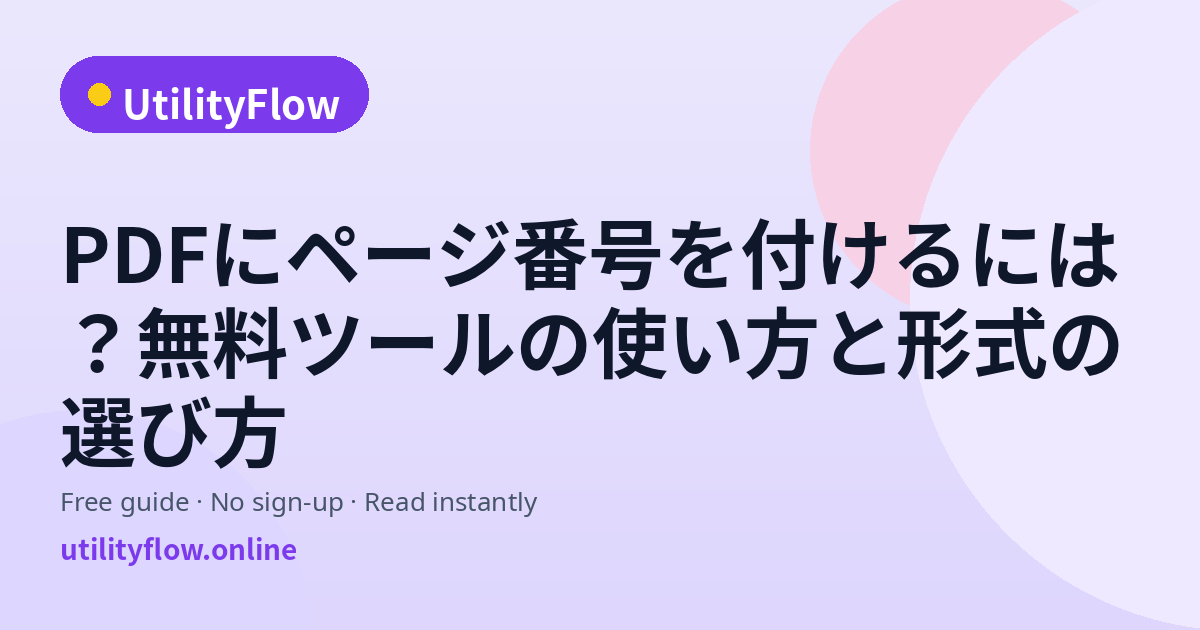 UtilityFlow
PDFにページ番号を付けるには
？無料ツールの使い方と形式の
選び方
Free guide · No sign-up · Read instantly
utilityflow.online